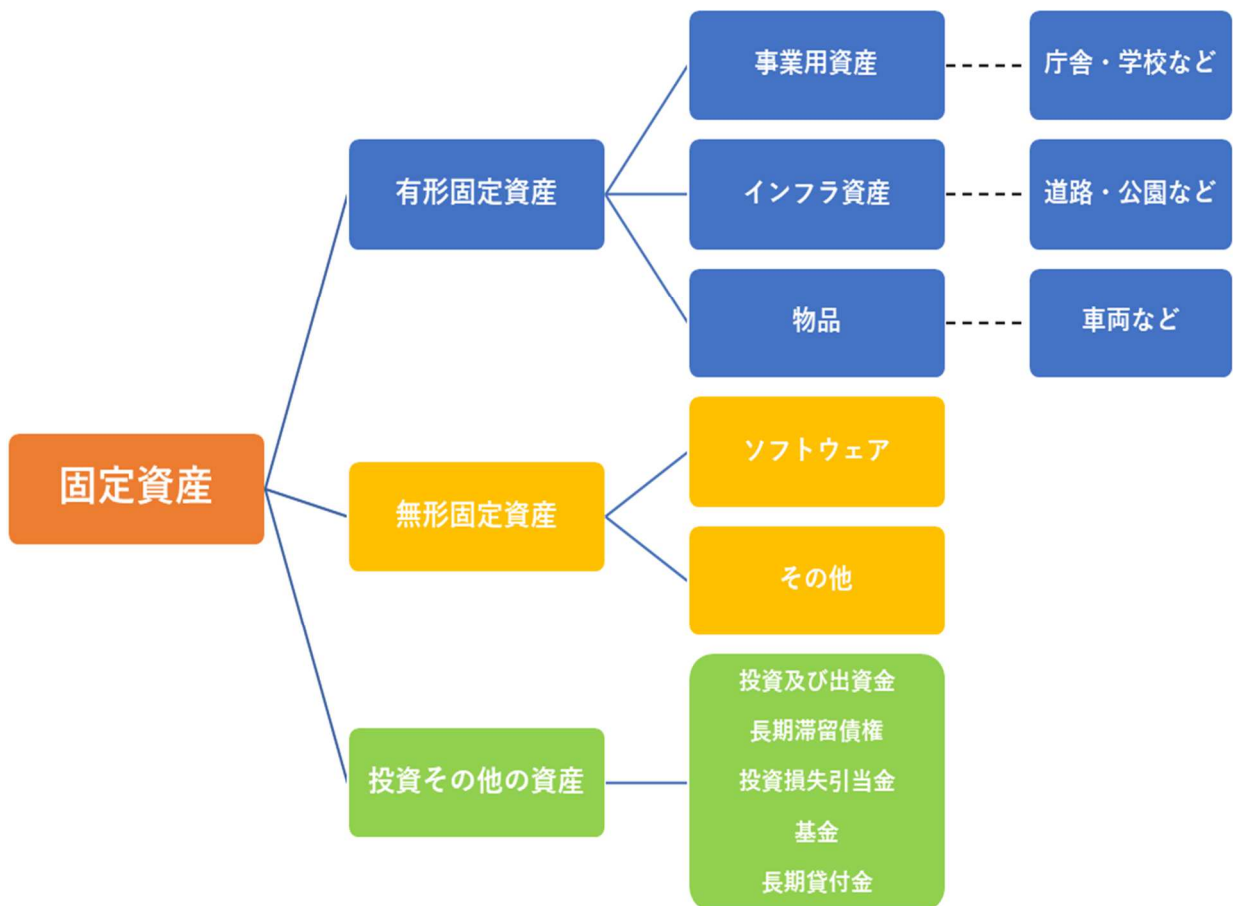 固定資産
有形固定資産
事業用資産
庁舎・学校など
インフラ資産
道路・公園など
物品
車両など
無形固定資産
ソフトウェア
その他
投資その他の資産
投資及び出資金
長期滞留債権
投資損失引当金
基金
長期貸付金